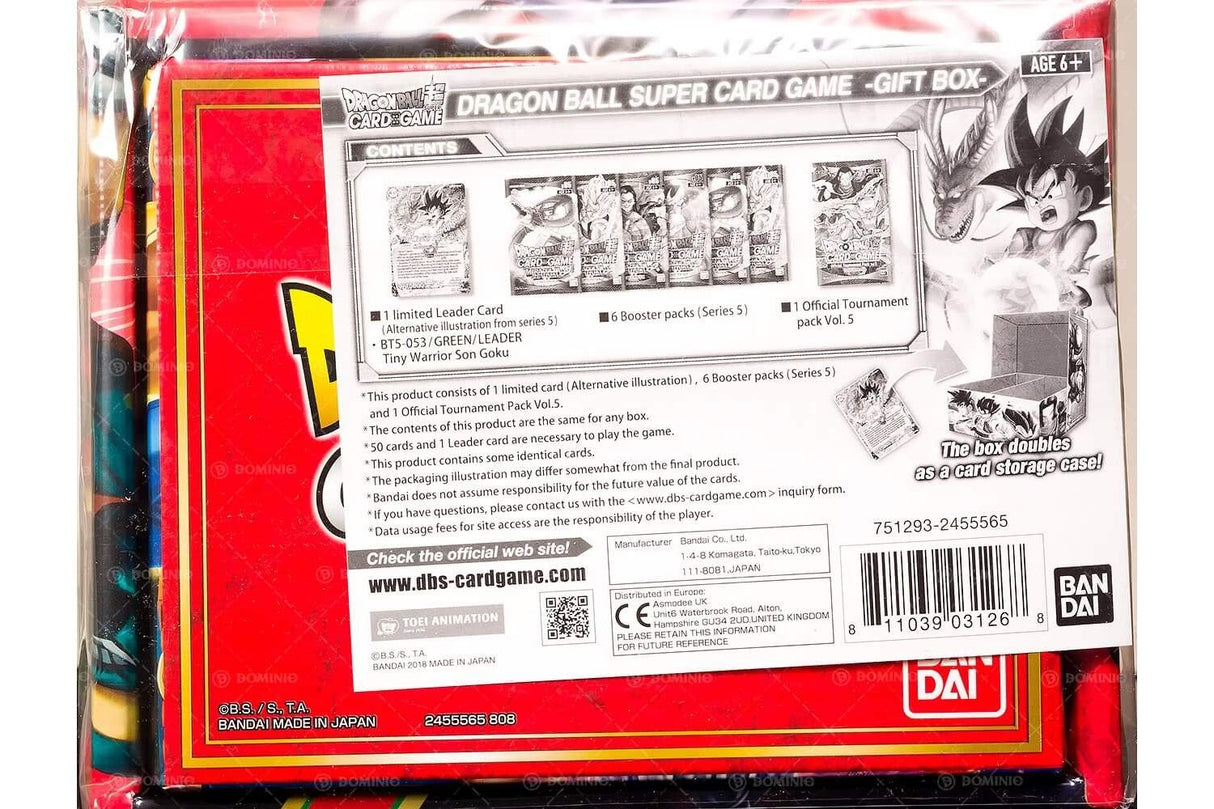 AGE 6+
DRAGON BALL SUPER CARD GAME -GIFT BOX-
DRAGON BALL
CARD GAME
CONTENTS
■ 1 limited Leader Card
(Alternative illustration from series 5)
・BT5-053/GREEN/LEADER
Tiny Warrior Son Goku
■ 6 Booster packs (Series 5)
■ 1 Official Tournament
pack Vol. 5
*This product consists of 1 limited card (Alternative illustration), 6 Booster packs (Series 5)
and 1 Official Tournament Pack Vol.5.
*The contents of this product are the same for any box.
*50 cards and 1 Leader card are necessary to play the game.
*This product contains some identical cards.
*The packaging illustration may differ somewhat from the final product.
*Bandai does not assume responsibility for the future value of the cards.
*If you have questions, please contact us with the <www.dbs-cardgame.com> inquiry form.
*Data usage fees for site access are the responsibility of the player.
The box doubles
as a card storage case!
Check the official web site!
www.dbs-cardgame.com
TOEI ANIMATION
©B.S./S., T.A.
BANDAI 2018 MADE IN JAPAN
Manufacturer Bandai Co., Ltd.
1-4-8 Komagata, Taito-ku,Tokyo
111-8081,JAPAN
Distributed in Europe:
CE Asmodee UK
Unit6 Waterbrook Road, Alton,
Hampshire GU34 2UD.UNITED KINGDOM
PLEASE RETAIN THIS INFORMATION
FOR FUTURE REFERENCE
751293-2455565
8 11039 03126 8
BAN
DAI
BAN
DAI
©B.S. / S., T.A.
BANDAI MADE IN JAPAN
2455565 808
DOMINIO